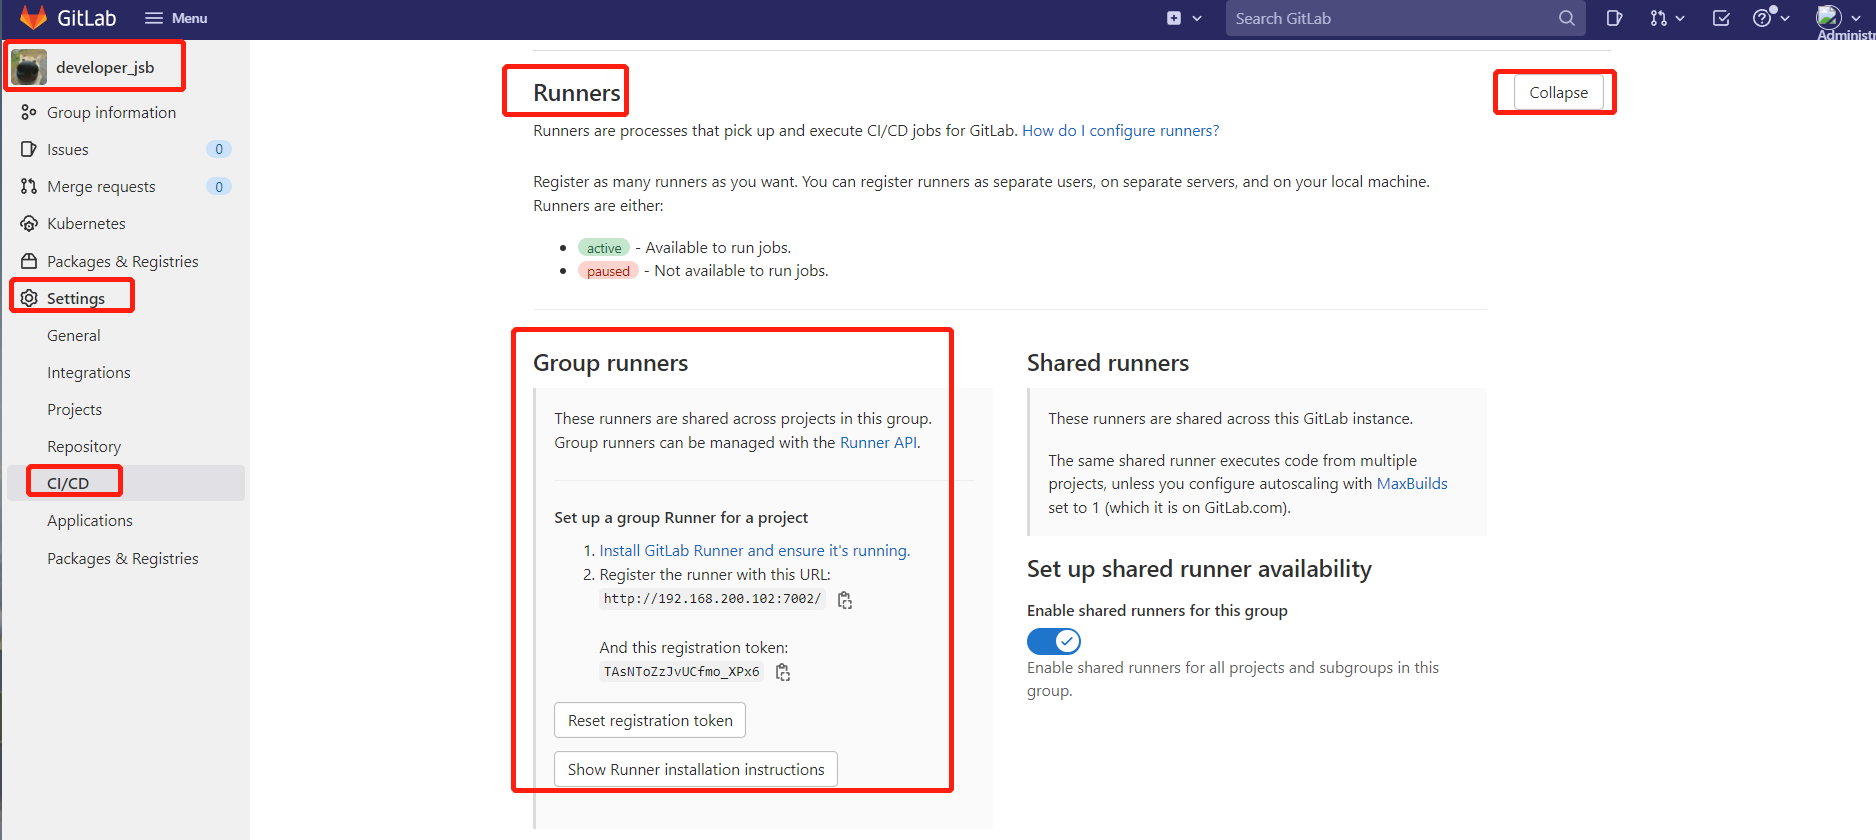 GitLab
Menu
Search GitLab
Administr
developer_jsb
Group information
Issues 0
Merge requests 0
Kubernetes
Packages & Registries
Settings
General
Integrations
Projects
Repository
CI/CD
Applications
Packages & Registries
Runners
Collapse
Runners are processes that pick up and execute CI/CD jobs for GitLab. How do I configure runners?
Register as many runners as you want. You can register runners as separate users, on separate servers, and on your local machine.
Runners are either:
active - Available to run jobs.
paused - Not available to run jobs.
Group runners
These runners are shared across projects in this group.
Group runners can be managed with the Runner API.
Set up a group Runner for a project
1. Install GitLab Runner and ensure it's running.
2. Register the runner with this URL:
http://192.168.200.102:7002/
And this registration token:
TAsNToZzJvUCfmo_XPx6
Reset registration token
Show Runner installation instructions
Shared runners
These runners are shared across this GitLab instance.
The same shared runner executes code from multiple
projects, unless you configure autoscaling with MaxBuilds
set to 1 (which it is on GitLab.com).
Set up shared runner availability
Enable shared runners for this group
Enable shared runners for all projects and subgroups in this
group.